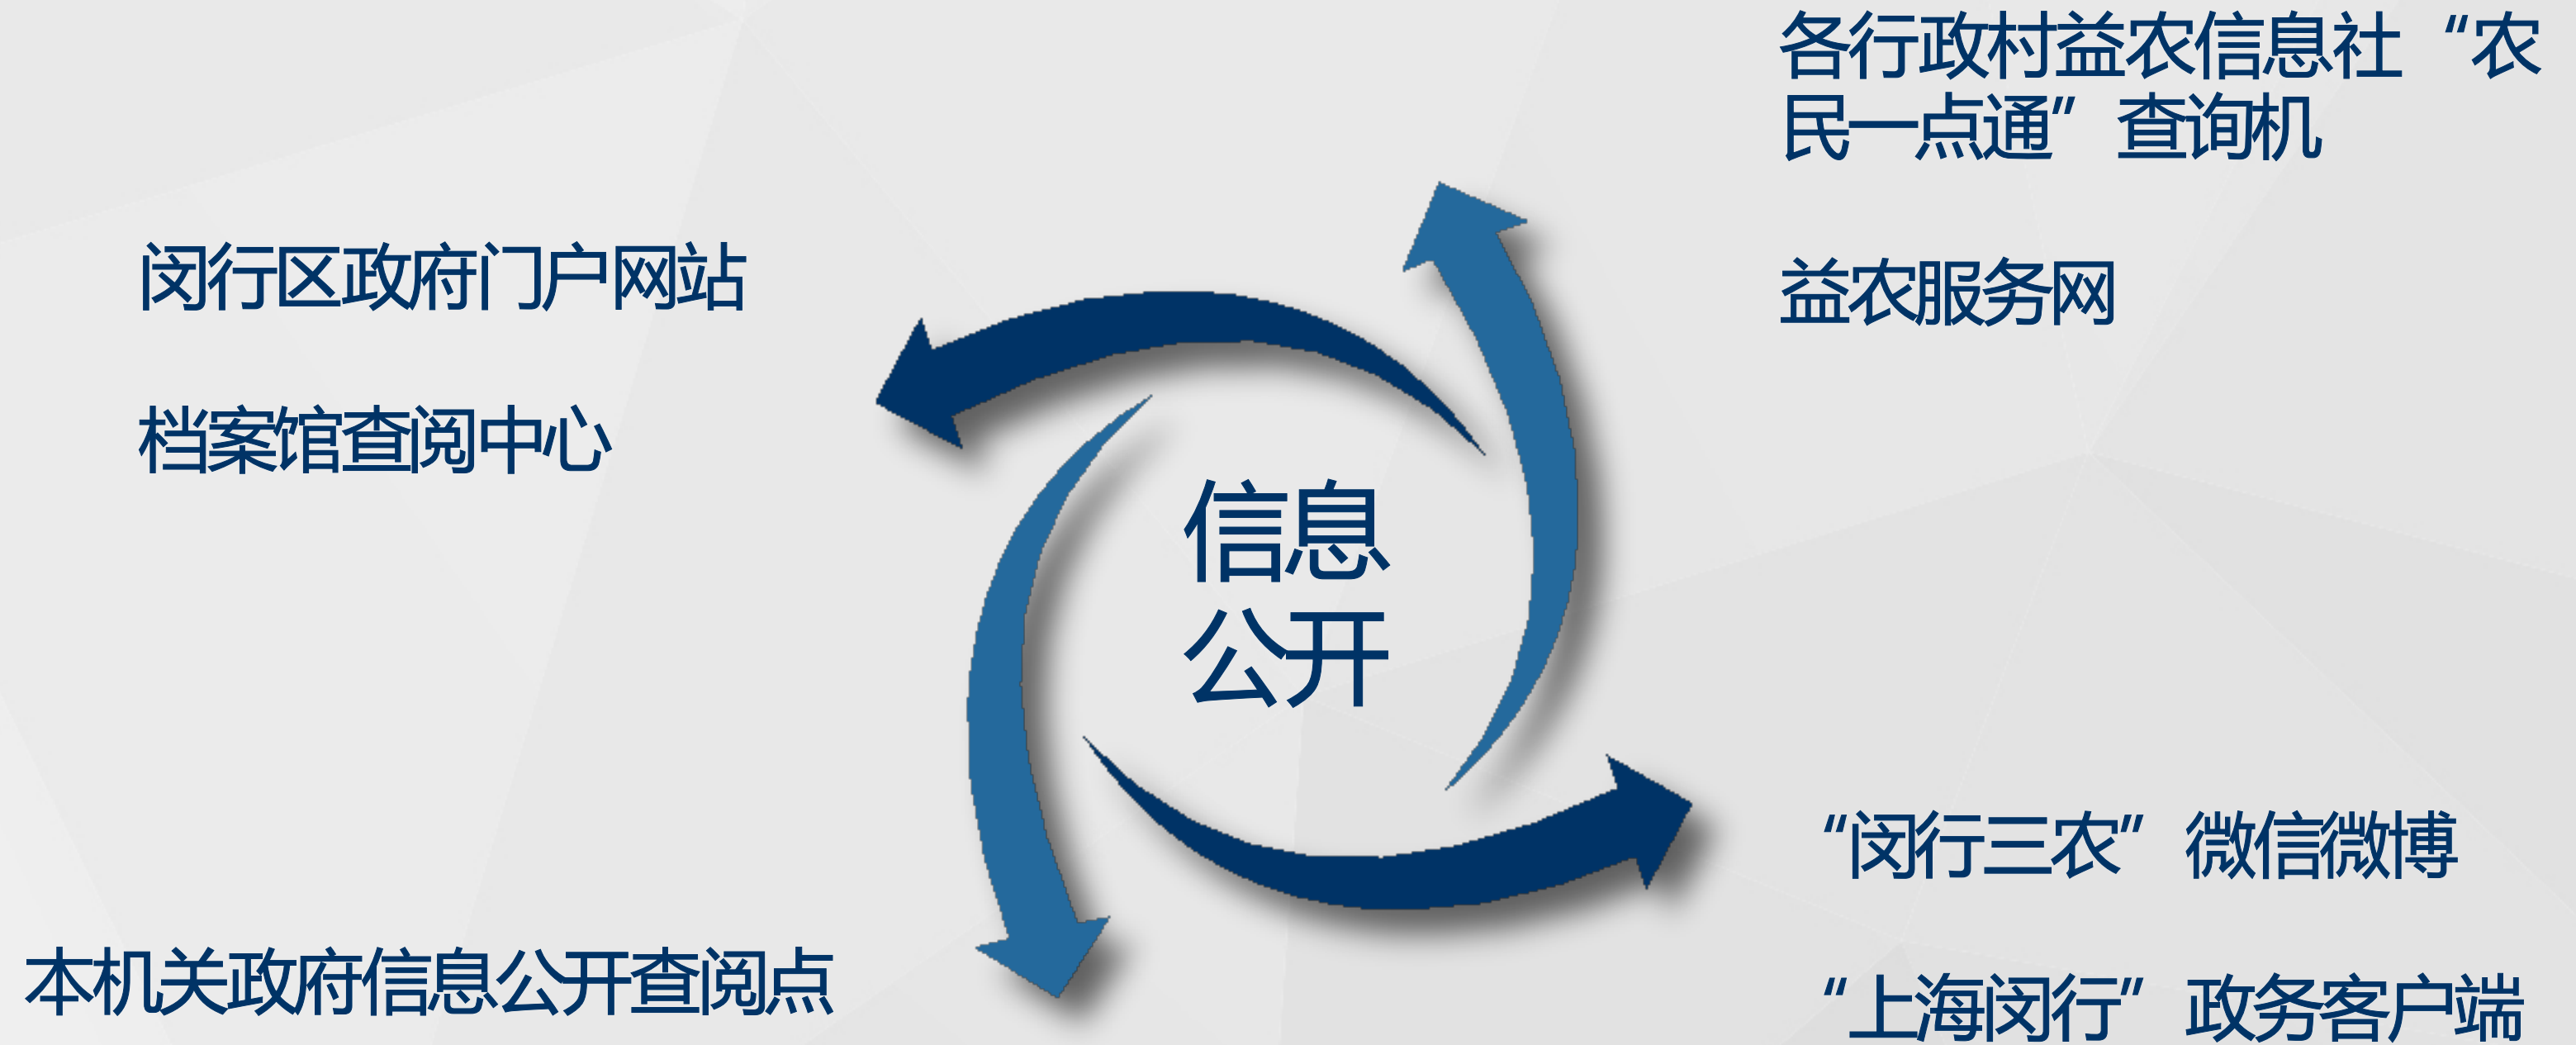 闵行区政府门户网站
档案馆查阅中心
各行政村益农信息社“农
民一点通”查询机
益农服务网
信息
公开
本机关政府信息公开查阅点
“闵行三农”微信微博
“上海闵行”政务客户端